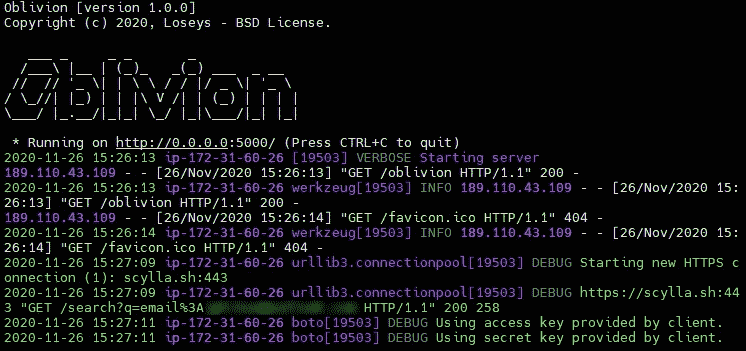 Oblivion [version 1.0.0]
Copyright (c) 2020, Loseys - BSD License.
Oblivion
* Running on http://0.0.0.0:5000/ (Press CTRL+C to quit)
2020-11-26 15:26:13 ip-172-31-60-26 [19503] VERBOSE Starting server
189.110.43.109 - - [26/Nov/2020 15:26:13] "GET /oblivion HTTP/1.1" 200 -
2020-11-26 15:26:13 ip-172-31-60-26 werkzeug[19503] INFO 189.110.43.109 - - [26/Nov/2020 15:
26:13] "GET /oblivion HTTP/1.1" 200 -
189.110.43.109 - - [26/Nov/2020 15:26:14] "GET /favicon.ico HTTP/1.1" 404 -
2020-11-26 15:26:14 ip-172-31-60-26 werkzeug[19503] INFO 189.110.43.109 - - [26/Nov/2020 15:
26:14] "GET /favicon.ico HTTP/1.1" 404 -
2020-11-26 15:27:09 ip-172-31-60-26 urllib3.connectionpool[19503] DEBUG Starting new HTTPS c
onnection (1): scylla.sh:443
2020-11-26 15:27:09 ip-172-31-60-26 urllib3.connectionpool[19503] DEBUG https://scylla.sh:44
3 "GET /search?q=email%3A HTTP/1.1" 200 258
2020-11-26 15:27:11 ip-172-31-60-26 boto[19503] DEBUG Using access key provided by client.
2020-11-26 15:27:11 ip-172-31-60-26 boto[19503] DEBUG Using secret key provided by client.